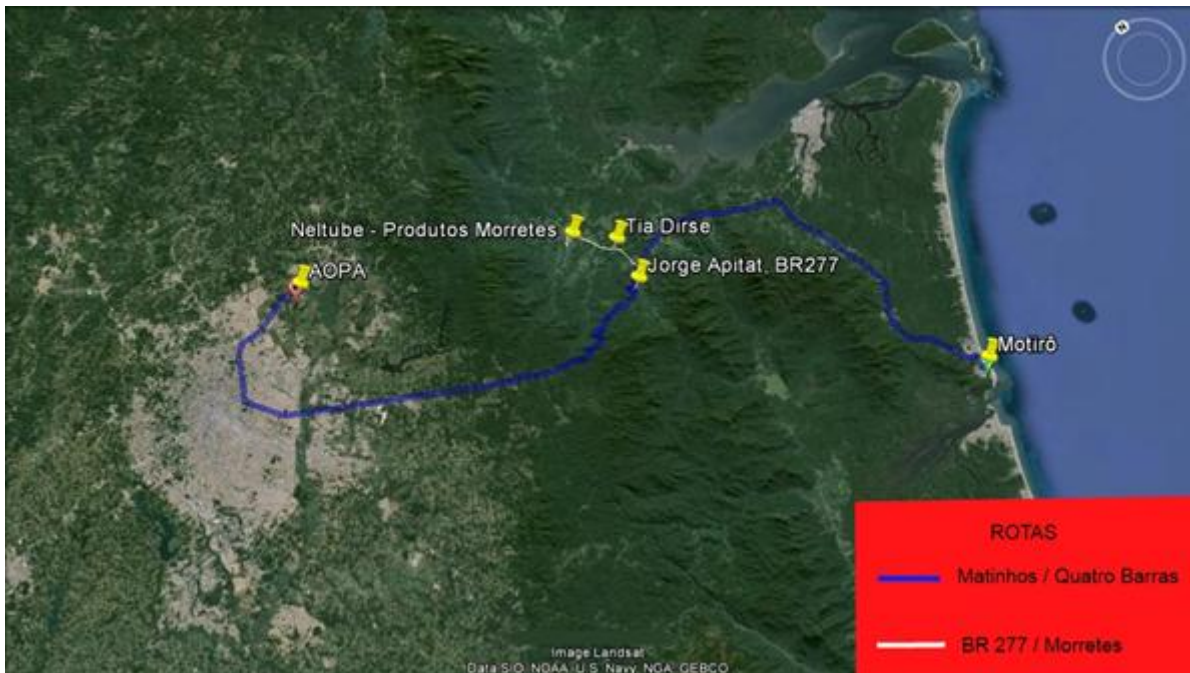 Neltube - Produtos Morretes
Tia Dirse
AOPA
Jorge Apitat, BR277
Motirô
ROTAS
Matinhos / Quatro Barras
BR 277 / Morretes
Image Landsat
Data SIO, NOAA, U.S. Navy, NGA, GEBCO